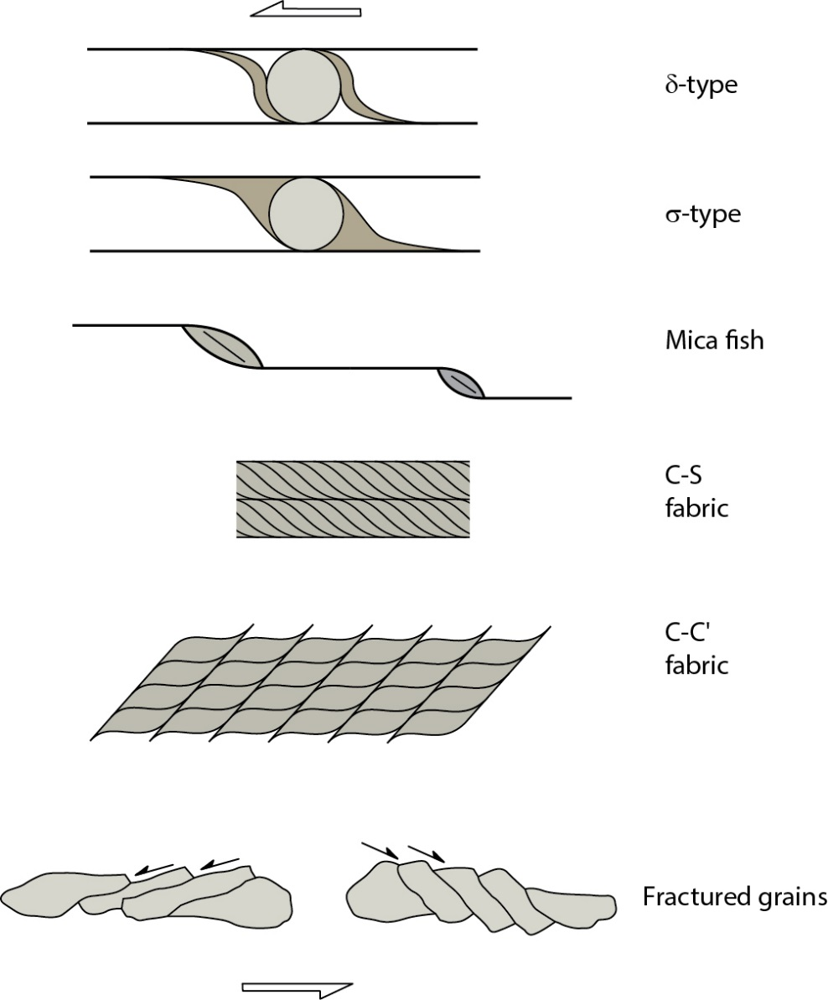 δ-type
σ-type
Mica fish
C-S
fabric
C-C'
fabric
Fractured grains